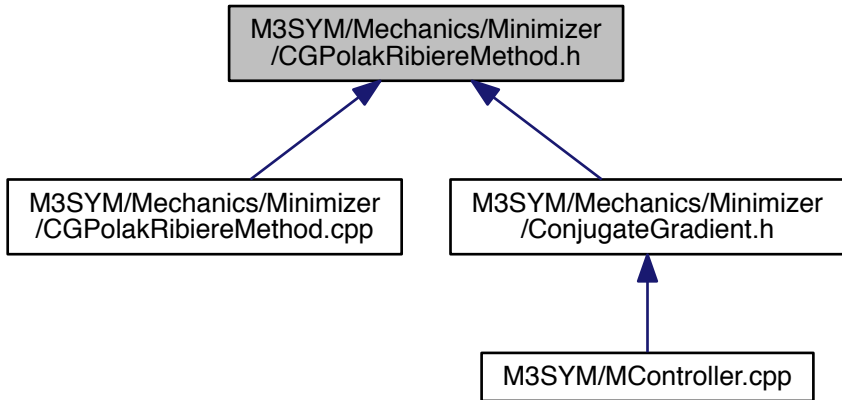 M3SYM/Mechanics/Minimizer
/CGPolakRibiereMethod.h
M3SYM/Mechanics/Minimizer
/CGPolakRibiereMethod.cpp
M3SYM/Mechanics/Minimizer
/ConjugateGradient.h
M3SYM/MController.cpp